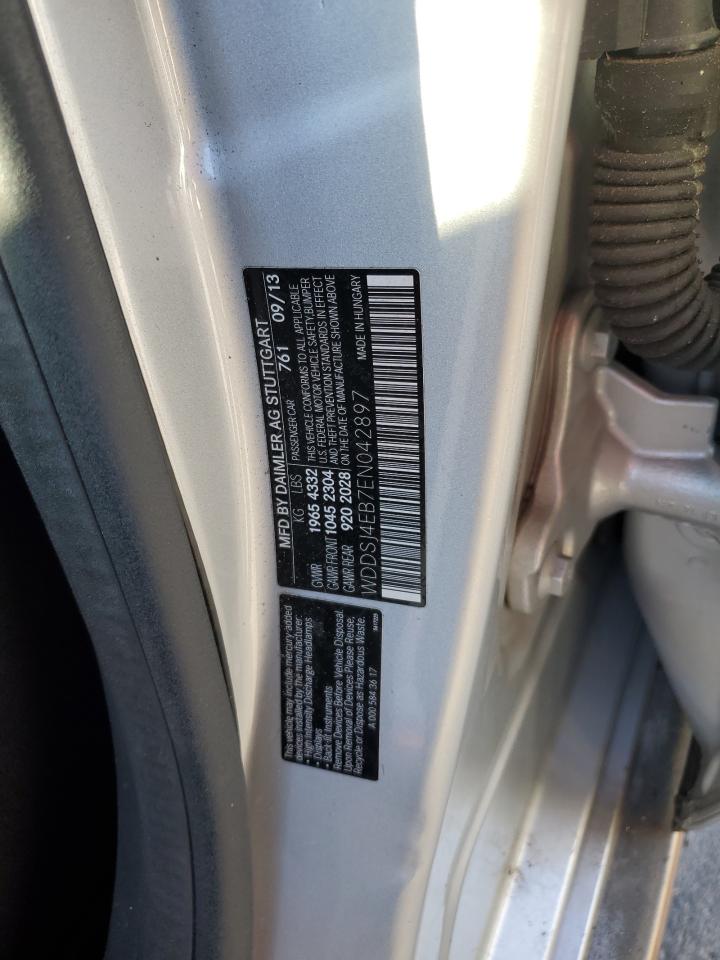 MFD BY DAIMLER AG STUTTGART
761 09/13
KG LBS PASSENGER CAR
GVWR 1965 4332 THIS VEHICLE CONFORMS TO ALL APPLICABLE
U.S. FEDERAL MOTOR VEHICLE SAFETY,BUMPER
GAWR FRONT 1045 2304 AND THEFT PREVENTION STANDARDS IN EFFECT
GAWR REAR 920 2028 ON THE DATE OF MANUFACTURE SHOWN ABOVE
MADE IN HUNGARY
WDDSJ4EB7EN042897
This vehicle may include mercury-added
devices installed by the manufacturer:
• High Intensity Discharge Headlamps
• Displays
• Back-lit Instruments
Remove Devices Before Vehicle Disposal.
Upon Removal of Devices Please Reuse,
Recycle or Dispose as Hazardous Waste.
A 000 584 36 17